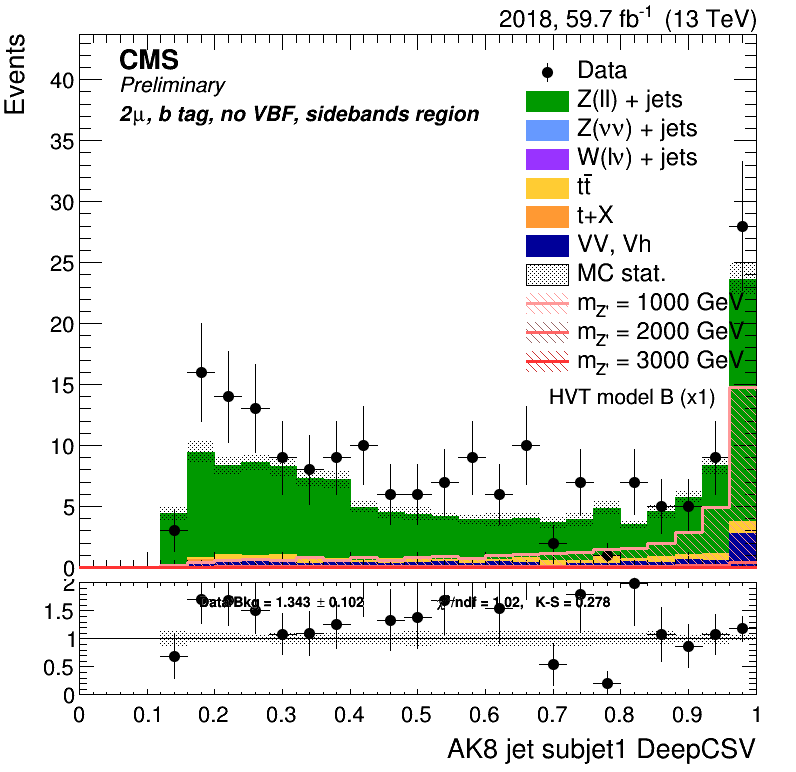 2018, 59.7 fb⁻¹ (13 TeV)
Events
CMS
Preliminary
2μ, b tag, no VBF, sidebands region
Data
Z(ll) + jets
Z(νν) + jets
W(lν) + jets
tt̄
t+X
VV, Vh
MC stat.
m_Z' = 1000 GeV
m_Z' = 2000 GeV
m_Z' = 3000 GeV
HVT model B (x1)
40
35
30
25
20
15
10
5
0
2
1.5
1
0.5
0
Data/Bkg = 1.343 ± 0.102
χ²/ndf = 1.02, K-S = 0.278
0 0.1 0.2 0.3 0.4 0.5 0.6 0.7 0.8 0.9 1
AK8 jet subjet1 DeepCSV